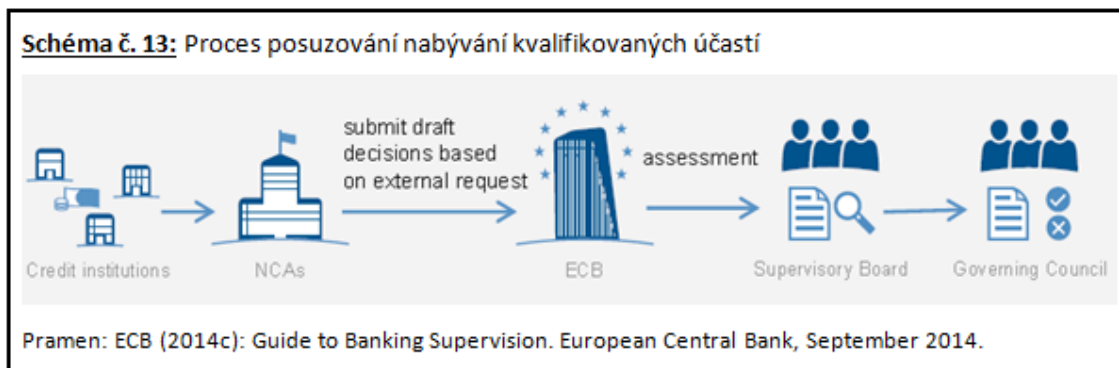 Schéma č. 13: Proces posuzování nabývání kvalifikovaných účastí
submit draft
decisions based
on external request
assessment
Credit institutions
NCAs
ECB
Supervisory Board
Governing Council
Pramen: ECB (2014c): Guide to Banking Supervision. European Central Bank, September 2014.